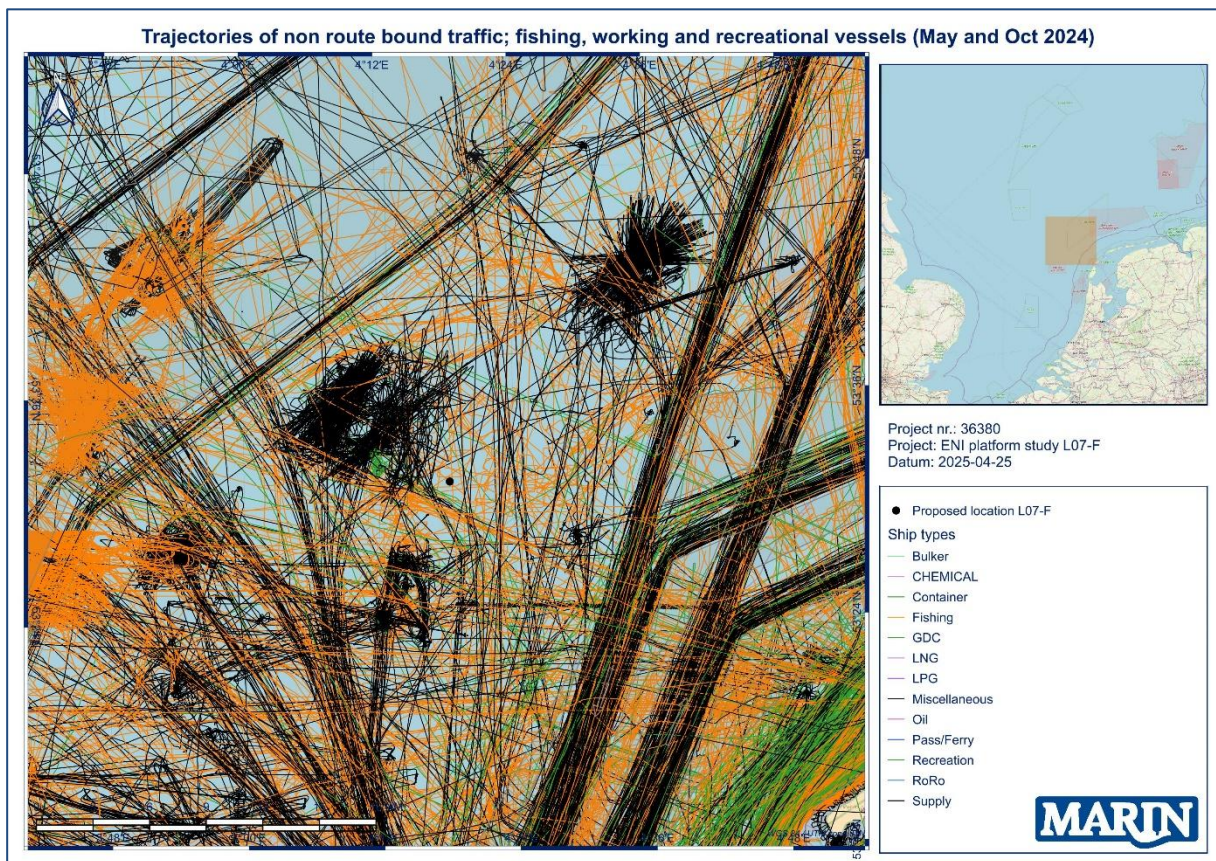 Trajectories of non route bound traffic; fishing, working and recreational vessels (May and Oct 2024)
4°12'E
4°24'E
53°36'N
Project nr.: 36380
Project: ENI platform study L07-F
Datum: 2025-04-25
Proposed location L07-F
Ship types
Bulker
CHEMICAL
Container
Fishing
GDC
LNG
LPG
Miscellaneous
Oil
Pass/Ferry
Recreation
RoRo
Supply
MARIN